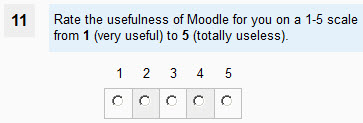 11
Rate the usefulness of Moodle for you on a 1-5 scale
from 1 (very useful) to 5 (totally useless).
1 2 3 4 5